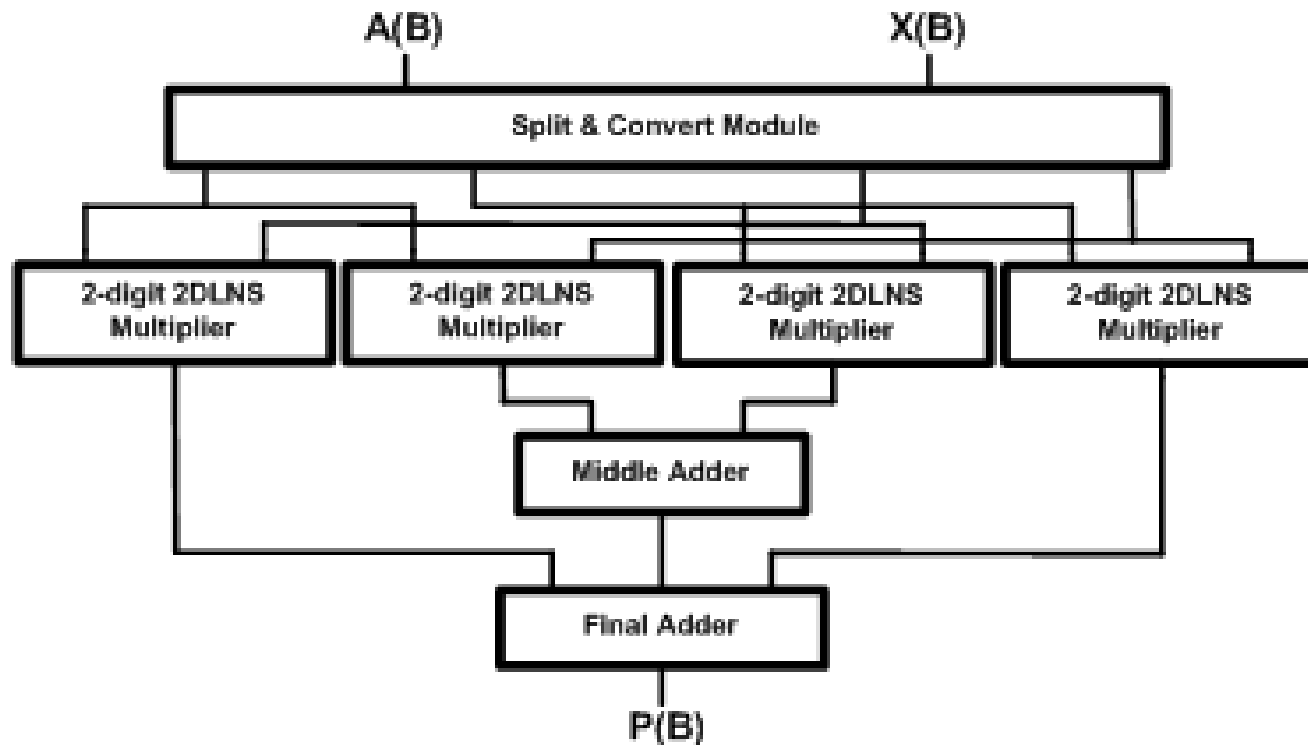 A(B) X(B)
Split & Convert Module
2-digit 2DLNS
Multiplier
2-digit 2DLNS
Multiplier
2-digit 2DLNS
Multiplier
2-digit 2DLNS
Multiplier
Middle Adder
Final Adder
P(B)